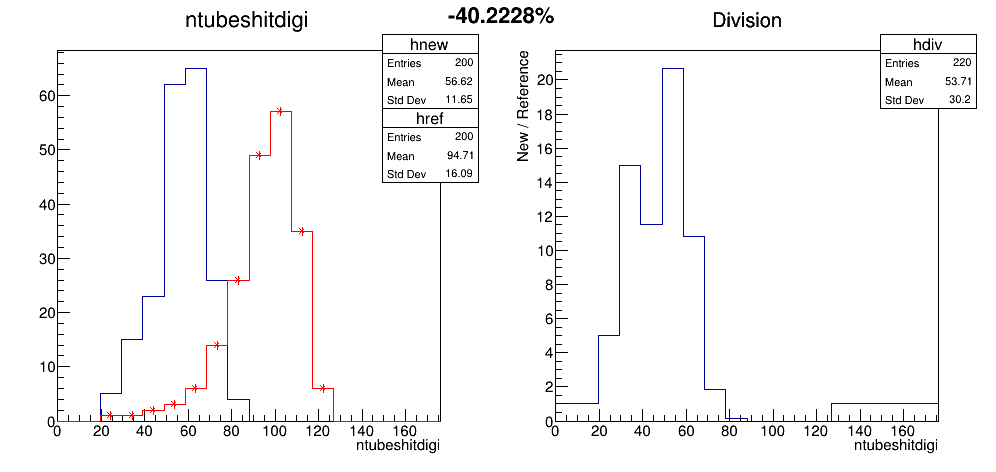 -40.2228%
ntubeshitdigi
hnew
Entries 200
Mean 56.62
Std Dev 11.65
href
Entries 200
Mean 94.71
Std Dev 16.09
60
50
40
30
20
10
0
0 20 40 60 80 100 120 140 160
ntubeshitdigi
Division
hdiv
Entries 220
Mean 53.71
Std Dev 30.2
New / Reference
20
18
16
14
12
10
8
6
4
2
0
0 20 40 60 80 100 120 140 160
ntubeshitdigi